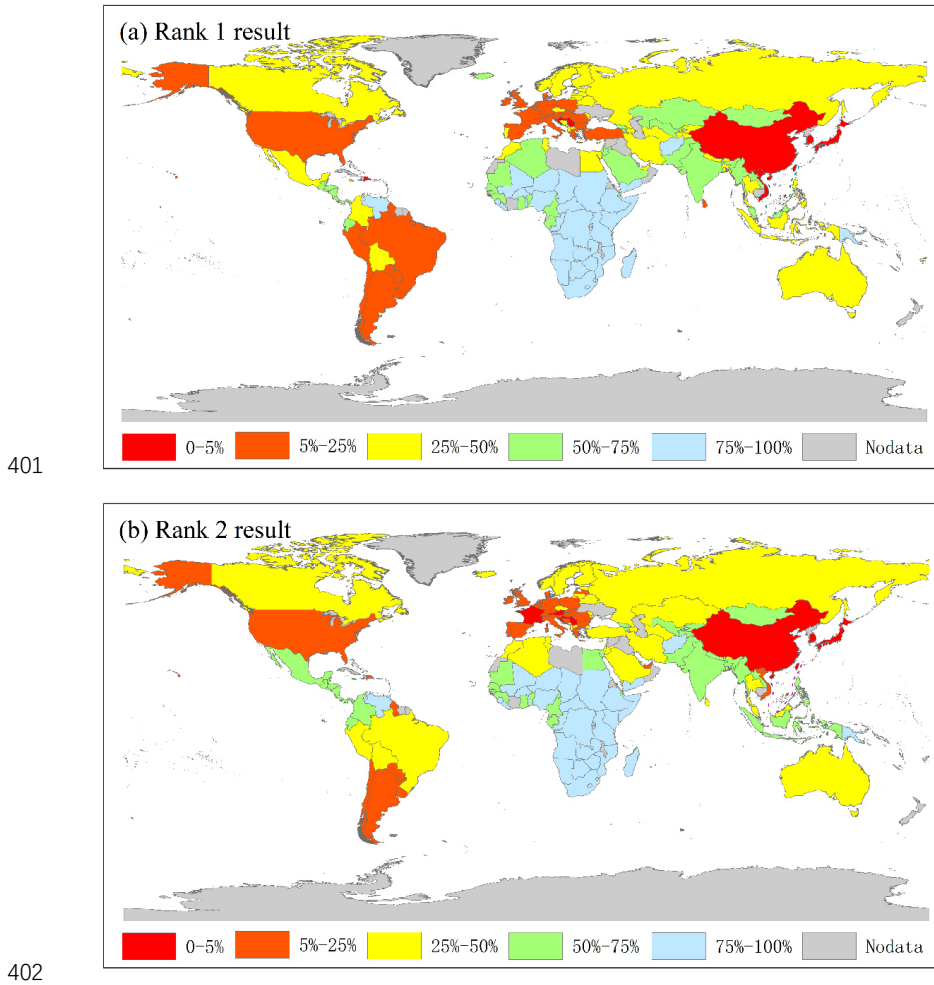 (a) Rank 1 result
0-5% 5%-25% 25%-50% 50%-75% 75%-100% Nodata
401
(b) Rank 2 result
0-5% 5%-25% 25%-50% 50%-75% 75%-100% Nodata
402